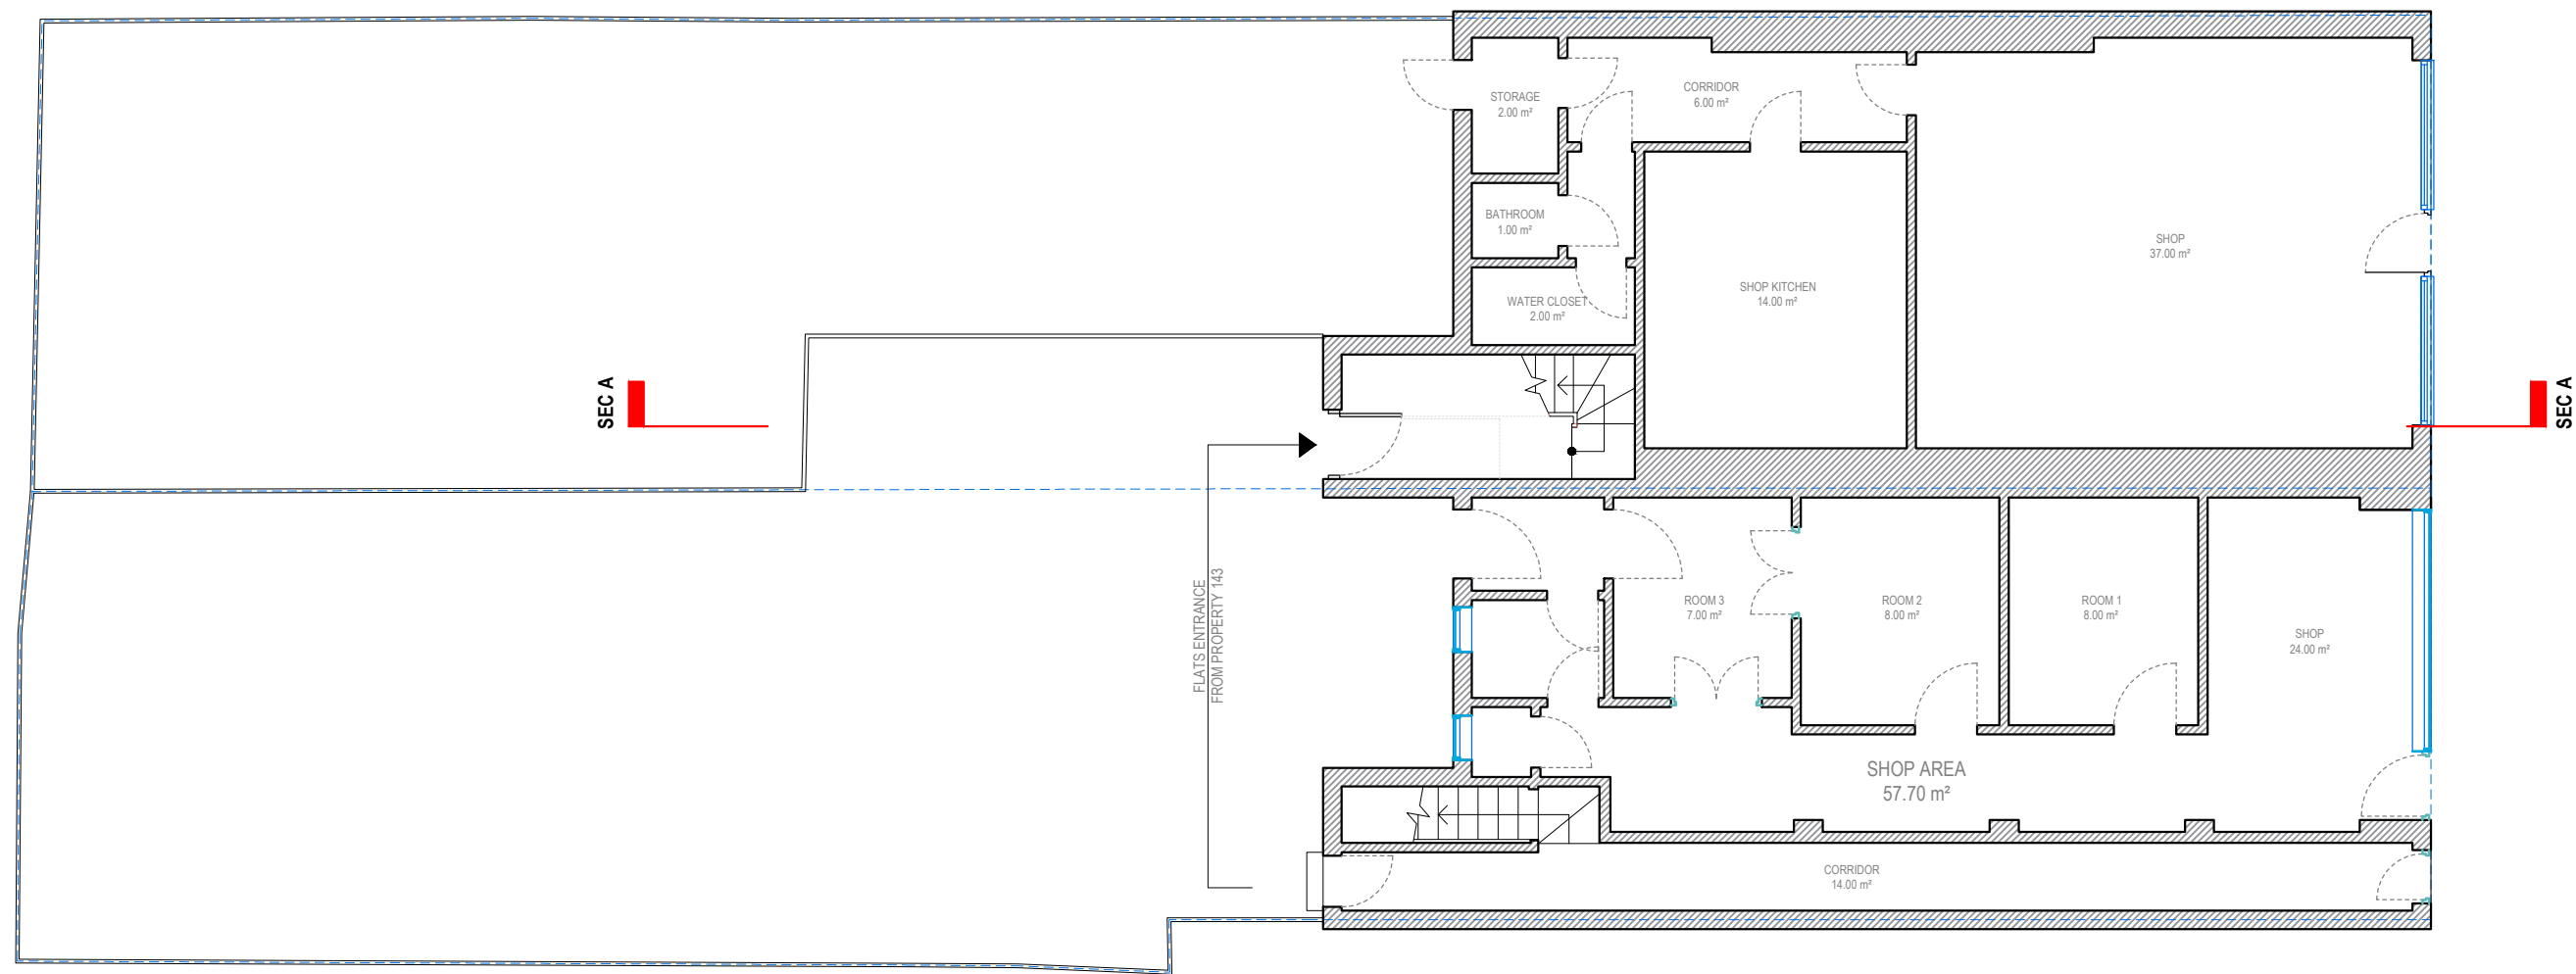 STORAGE
2.00 m²
CORRIDOR
6.00 m²
BATHROOM
1.00 m²
WATER CLOSET
2.00 m²
SHOP KITCHEN
14.00 m²
SHOP
37.00 m²
SEC A
SEC A
FLATS ENTRANCE
FROM PROPERTY 143
ROOM 3
7.00 m²
ROOM 2
8.00 m²
ROOM 1
8.00 m²
SHOP
24.00 m²
SHOP AREA
57.70 m²
CORRIDOR
14.00 m²